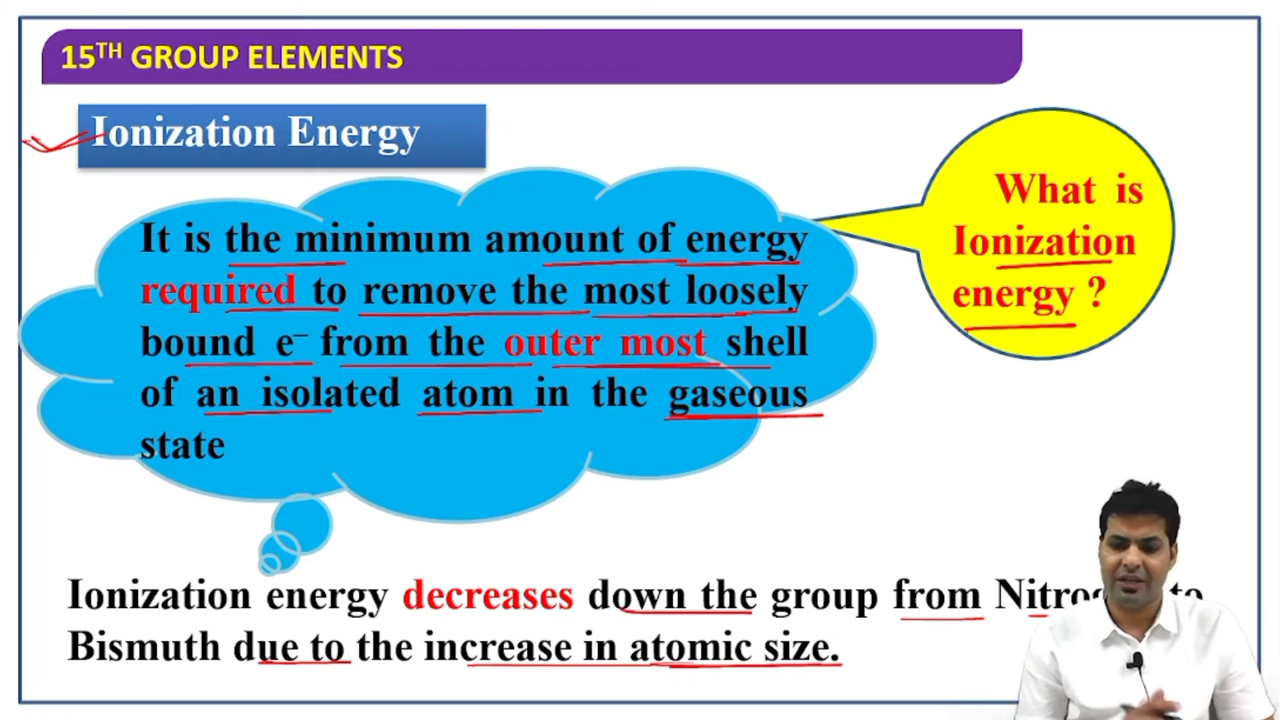 15TH GROUP ELEMENTS
Ionization Energy
It is the minimum amount of energy
required to remove the most loosely
bound e– from the outer most shell
of an isolated atom in the gaseous
state
What is
Ionization
energy ?
Ionization energy decreases down the group from to
Bismuth due to the increase in atomic size.